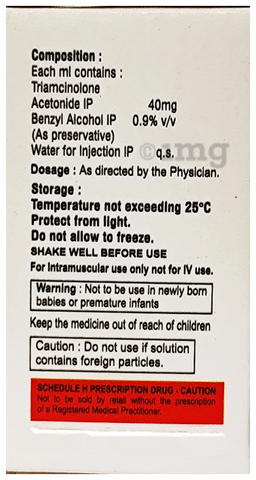 Composition :
Each ml contains :
Triamcinolone
Acetonide IP 40mg
Benzyl Alcohol IP 0.9% v/v
(As preservative)
Water for Injection IP q.s.
1mg
Dosage : As directed by the Physician.
Storage :
Temperature not exceeding 25°C
Protect from light.
Do not allow to freeze.
SHAKE WELL BEFORE USE
For Intramuscular use only not for IV use.
Warning : Not to be use in newly born
babies or premature infants
Keep the medicine out of reach of children
Caution : Do not use if solution
contains foreign particles.
SCHEDULE H PRESCRIPTION DRUG - CAUTION
Not to be sold by retail without the prescription
of a Registered Medical Practitioner.